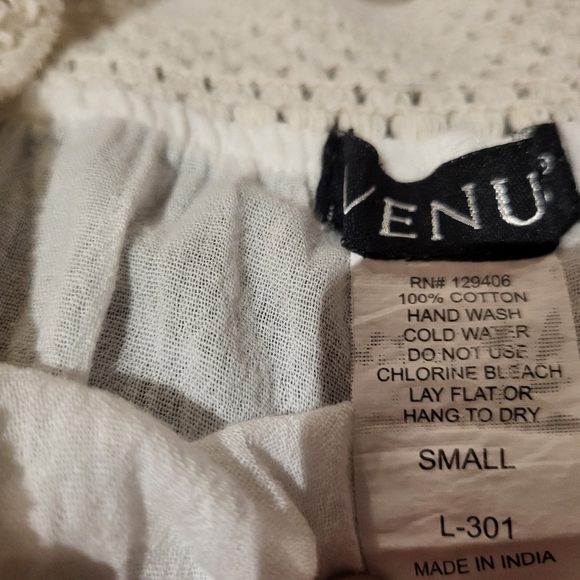 VENU
RN# 129406
100% COTTON
HAND WASH
COLD WATER
DO NOT USE
CHLORINE BLEACH
LAY FLAT OR
HANG TO DRY
SMALL
L-301
MADE IN INDIA